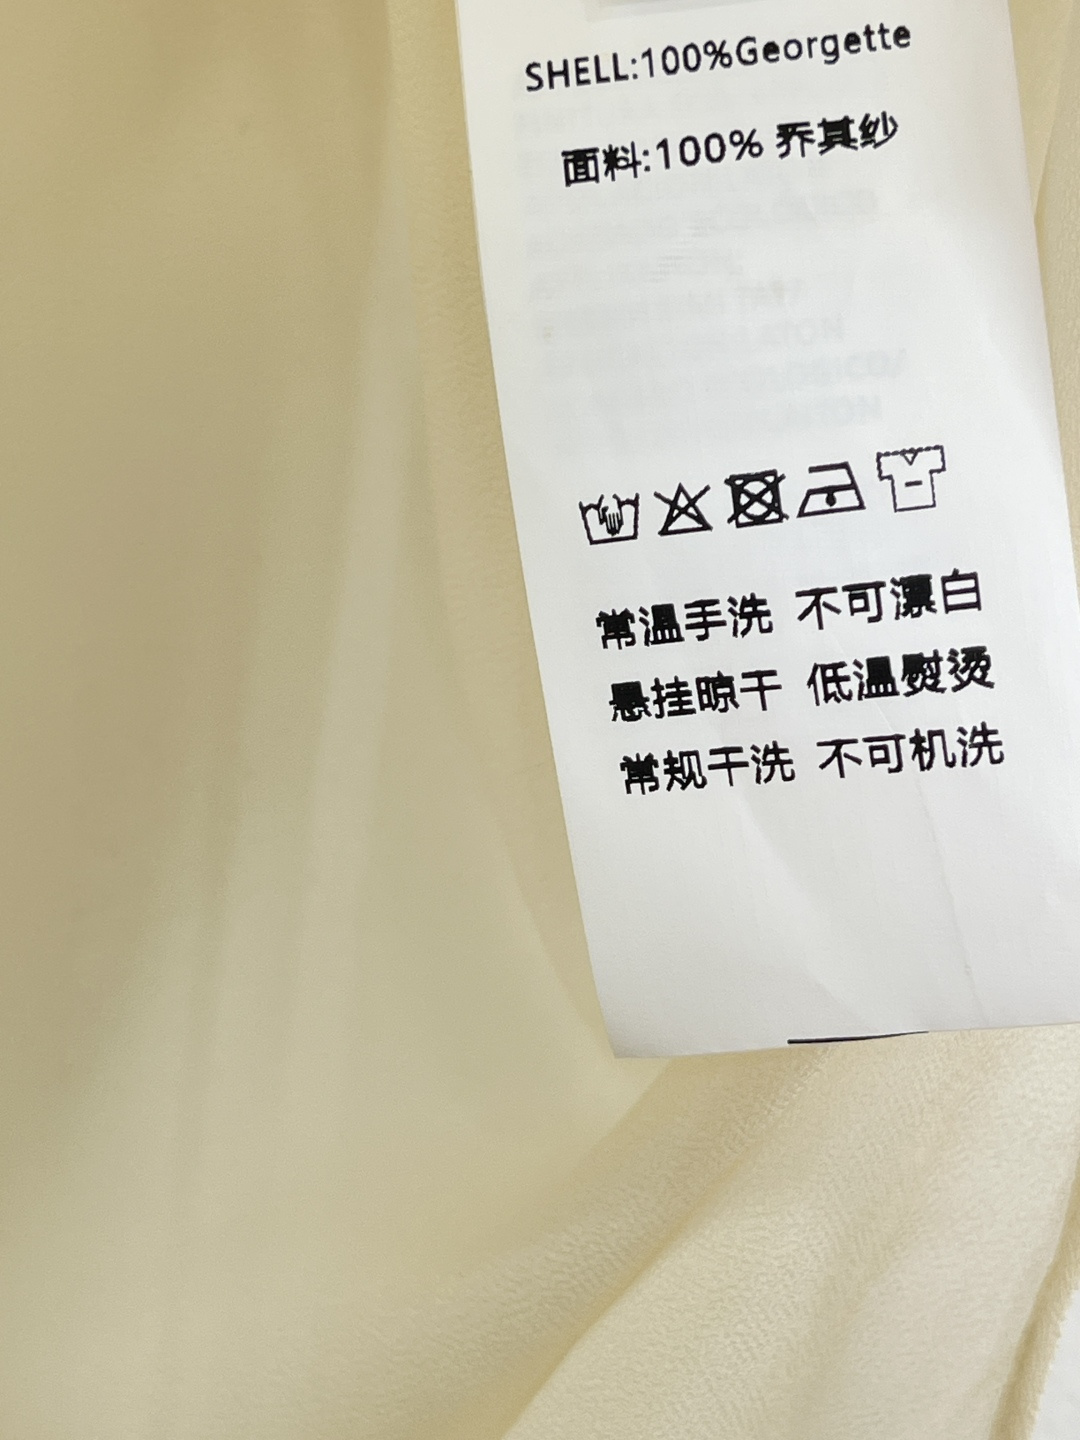 SHELL:100%Georgette
面料:100% 乔其纱
常温手洗 不可漂白
悬挂晾干 低温熨烫
常规干洗 不可机洗